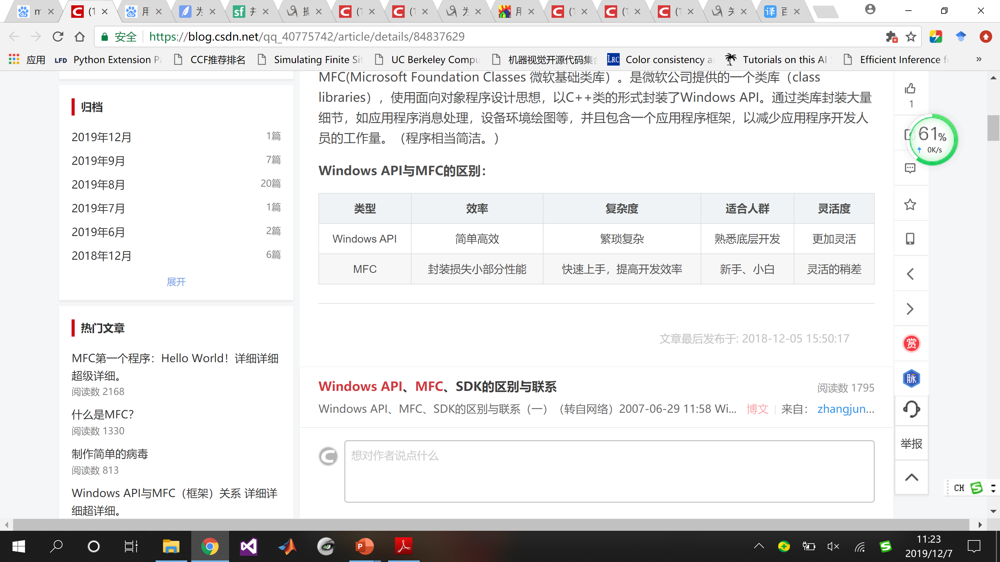 m
(1
用
为
sf 并
操
(1
(1
为
用
(1
(1
(1
关
译 百
安全 https://blog.csdn.net/qq_40775742/article/details/84837629
应用
LFD Python Extension Pa
CCF推荐排名
Simulating Finite Sit
UC Berkeley Compu
机器视觉开源代码集合
LRC Color consistency a
Tutorials on this AI
Efficient Inference f
»
归档
2019年12月 1篇
2019年9月 7篇
2019年8月 20篇
2019年7月 1篇
2019年6月 2篇
2018年12月 6篇
展开
热门文章
MFC第一个程序：Hello World！详细详细
超级详细。
阅读数 2168
什么是MFC？
阅读数 1330
制作简单的病毒
阅读数 813
Windows API与MFC（框架）关系 详细详
细超详细。
MFC(Microsoft Foundation Classes 微软基础类库）。是微软公司提供的一个类库（class
libraries），使用面向对象程序设计思想，以C++类的形式封装了Windows API。通过类库封装大量
细节，如应用程序消息处理，设备环境绘图等，并且包含一个应用程序框架，以减少应用程序开发人
员的工作量。（程序相当简洁。）
Windows API与MFC的区别：
类型 效率 复杂度 适合人群 灵活度
Windows API 简单高效 繁琐复杂 熟悉底层开发 更加灵活
MFC 封装损失小部分性能 快速上手，提高开发效率 新手、小白 灵活的稍差
文章最后发布于: 2018-12-05 15:50:17
Windows API、MFC、SDK的区别与联系 阅读数 1795
Windows API、MFC、SDK的区别与联系（一）（转自网络）2007-06-29 11:58 Wi... 博文 来自： zhangjun...
想对作者说点什么
1
61%
0K/s
赏
脉
举报
CH
11:23
2019/12/7